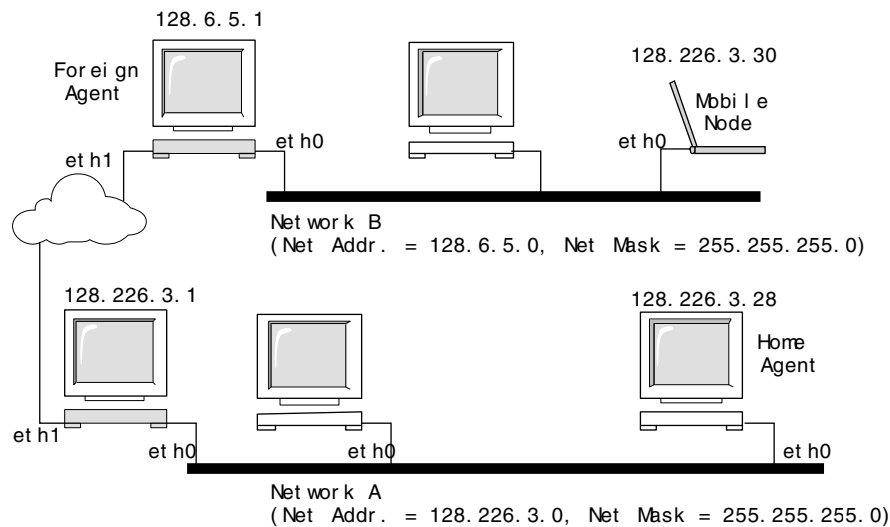 128.6.5.1
Foreign
Agent
128.226.3.30
Mobile
Node
eth1
eth0
eth0
Network B
(Net Addr. = 128.6.5.0, Net Mask = 255.255.255.0)
128.226.3.1
128.226.3.28
Home
Agent
eth1
eth0
eth0
eth0
Network A
(Net Addr. = 128.226.3.0, Net Mask = 255.255.255.0)